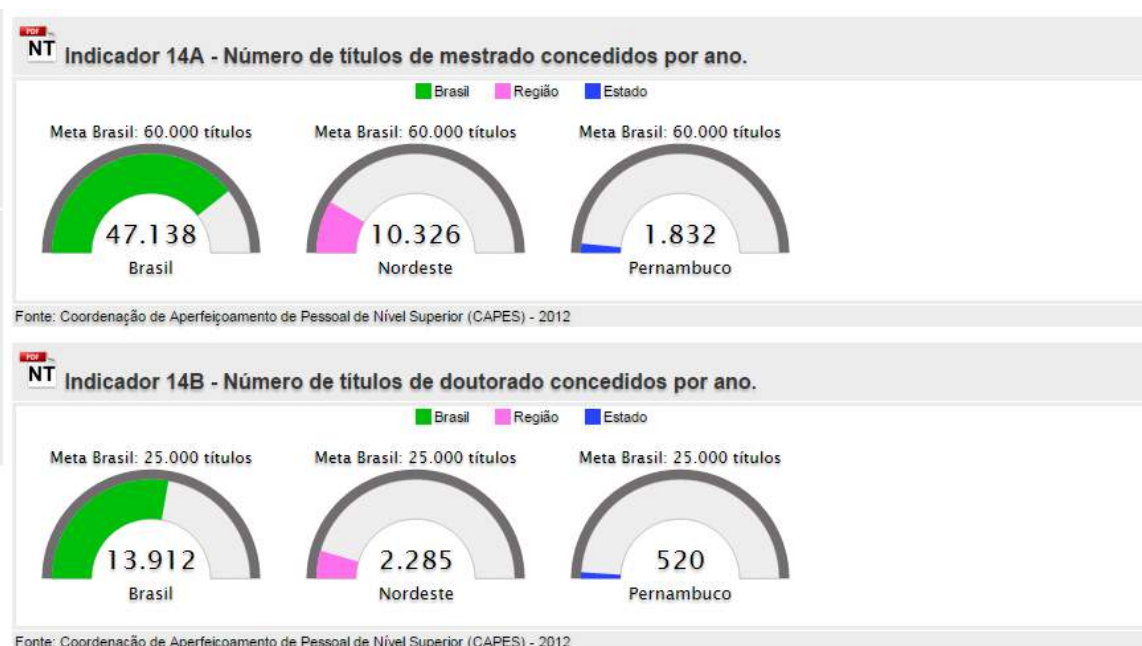 PDF
NT Indicador 14A - Número de títulos de mestrado concedidos por ano.
Brasil Região Estado
Meta Brasil: 60.000 títulos Meta Brasil: 60.000 títulos Meta Brasil: 60.000 títulos
47.138 10.326 1.832
Brasil Nordeste Pernambuco
Fonte: Coordenação de Aperfeiçoamento de Pessoal de Nível Superior (CAPES) - 2012
PDF
NT Indicador 14B - Número de títulos de doutorado concedidos por ano.
Brasil Região Estado
Meta Brasil: 25.000 títulos Meta Brasil: 25.000 títulos Meta Brasil: 25.000 títulos
13.912 2.285 520
Brasil Nordeste Pernambuco
Fonte: Coordenação de Aperfeiçoamento de Pessoal de Nível Superior (CAPES) - 2012